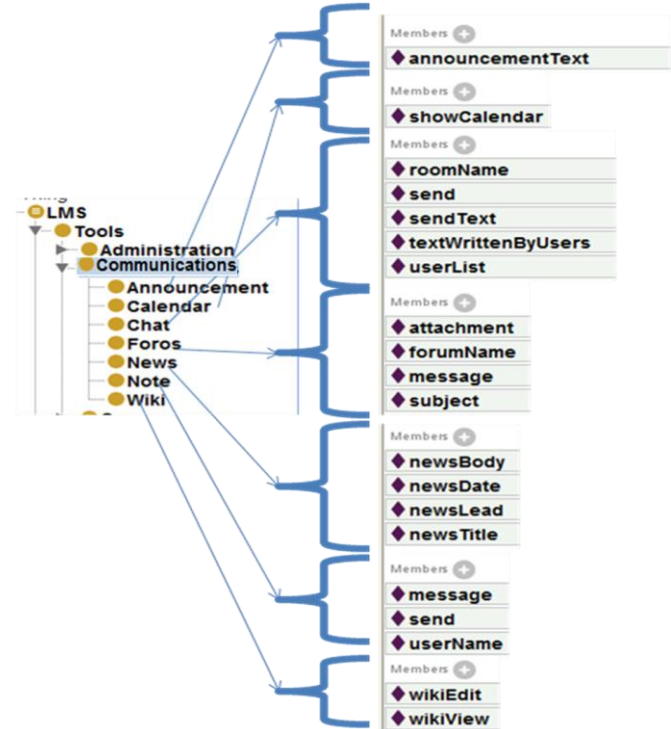 LMS
Tools
Administration
Communications
Announcement
Calendar
Chat
Foros
News
Note
Wiki
Members
announcementText
Members
showCalendar
Members
roomName
send
sendText
textWrittenByUsers
userList
Members
attachment
forumName
message
subject
Members
newsBody
newsDate
newsLead
newsTitle
Members
message
send
userName
Members
wikiEdit
wikiView